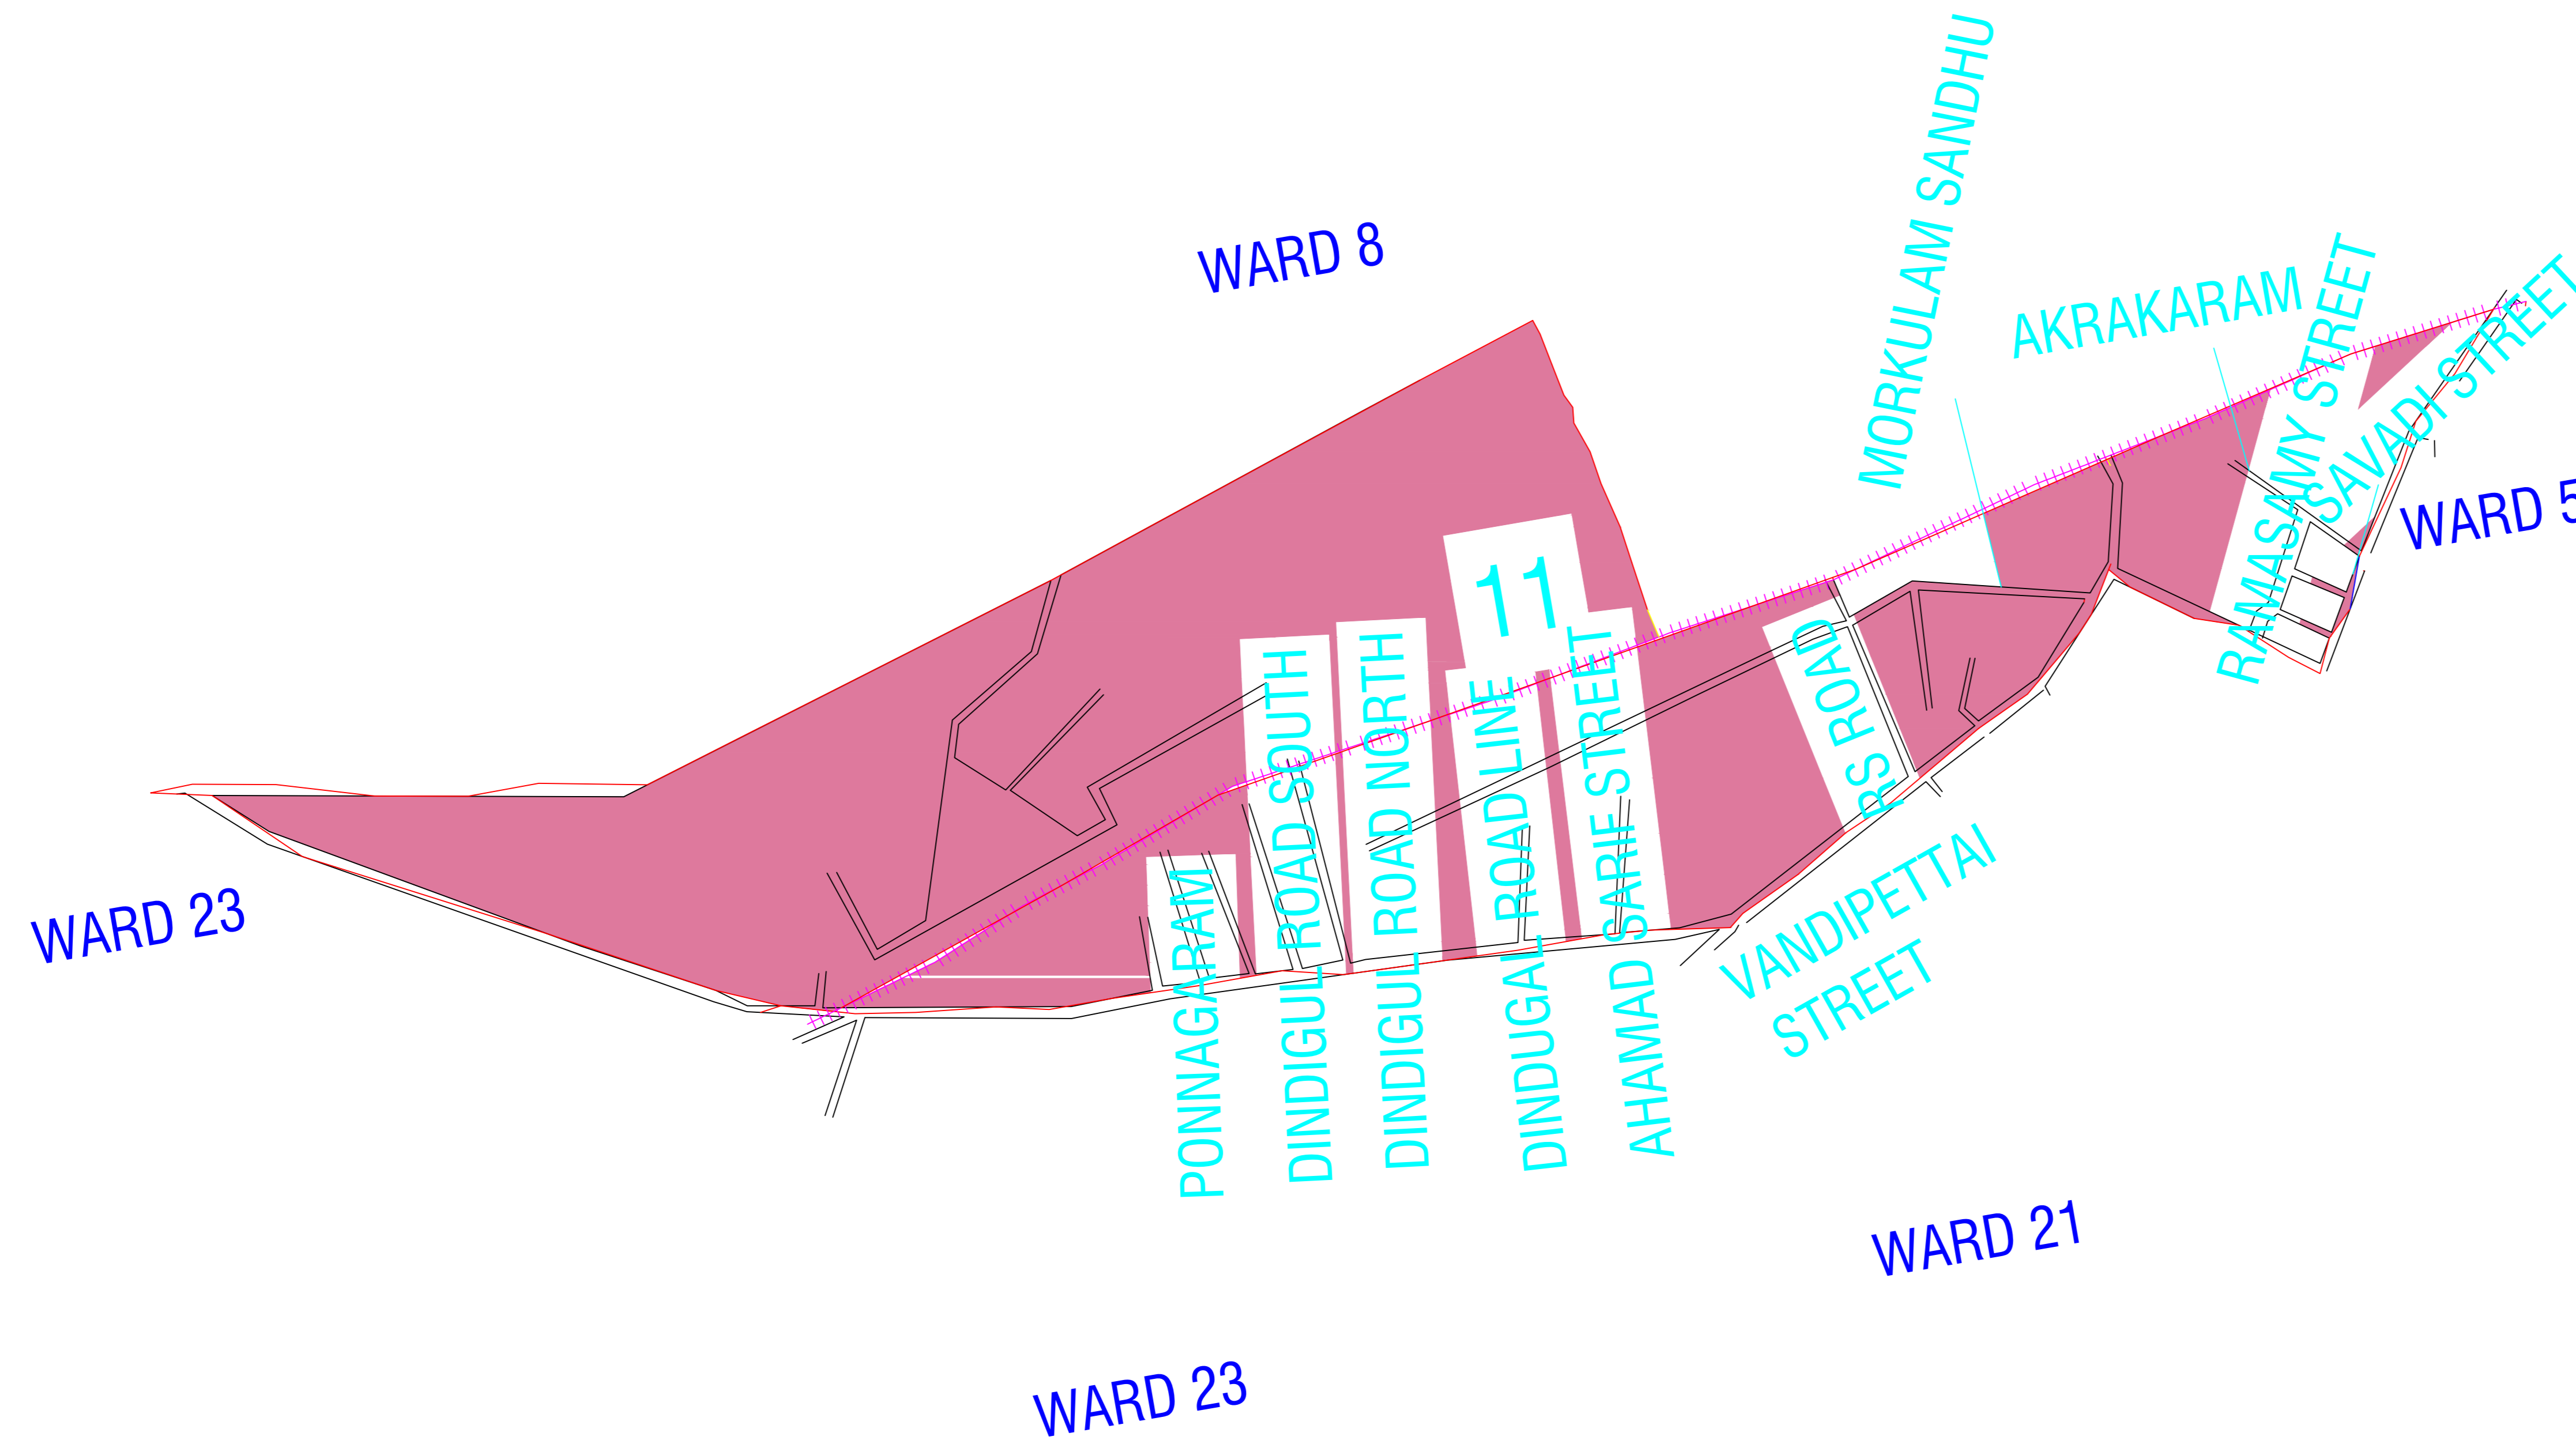 MORKULAM SANDHU
WARD 8
AKRAKARAM
RAMASAMY STREET
SAVADI STREET
WARD 5
11
RS ROAD
WARD 23
PONNAGARAM
DINDIGUL ROAD SOUTH
DINDIGUL ROAD NORTH
DINDUGAL ROAD LINE
AHAMAD SARIF STREET
VANDIPETTAI
STREET
WARD 21
WARD 23